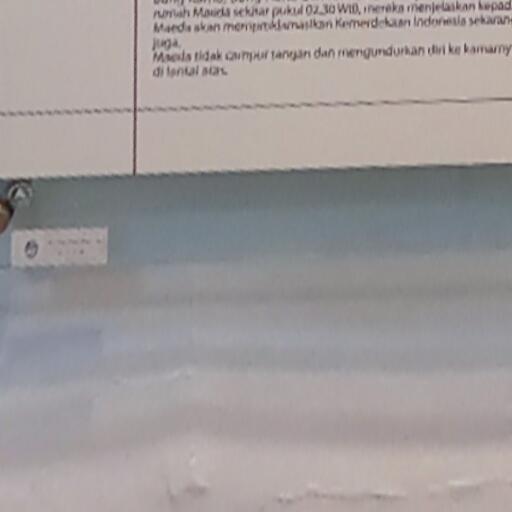 rumah Maeda sekitar pukul 02.30 WIB, mereka menjelaskan kepad
Maeda akan memproklamasikan Kemerdekaan Indonesia sekaran
juga.
Maeda tidak campur tangan dan mengundurkan diri ke kamarny
di lantai atas.